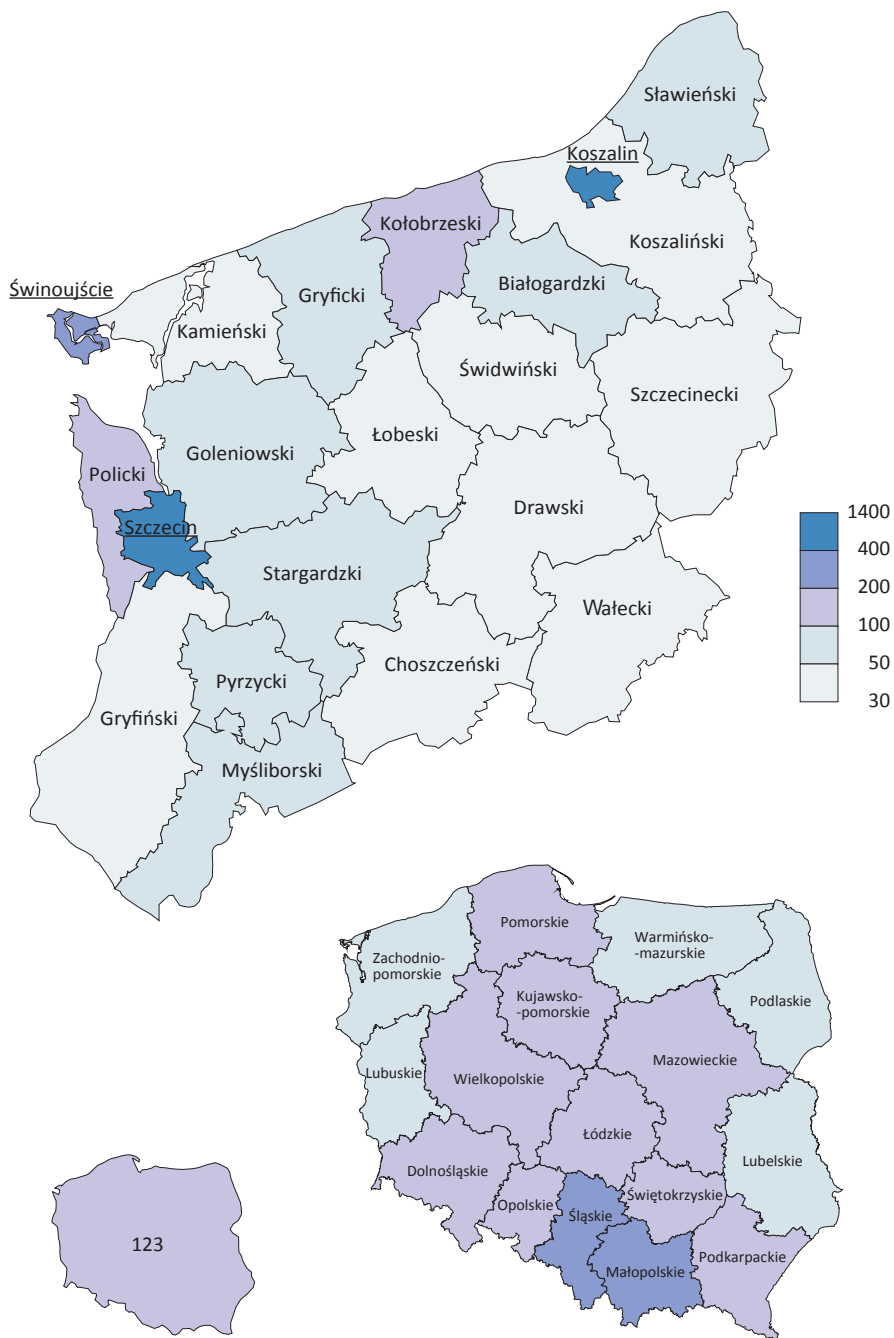 Sławieński
Koszalin
Kołobrzeski
Koszaliński
Białogardzki
Świnoujście
Gryficki
Kamieński
Świdwiński
Szczecinecki
Łobeski
Goleniowski
Policki
Drawski
Szczecin
Stargardzki
Wałecki
Choszczeński
Pyrzycki
Gryfiński
Myśliborski
1400
400
200
100
50
30
Pomorskie
Warmińsko-
-mazurskie
Zachodnio-
pomorskie
Kujawsko-
-pomorskie
Podlaskie
Mazowieckie
Lubuskie
Wielkopolskie
Łódzkie
Lubelskie
Dolnośląskie
Świętokrzyskie
Opolskie
Śląskie
Podkarpackie
Małopolskie
123